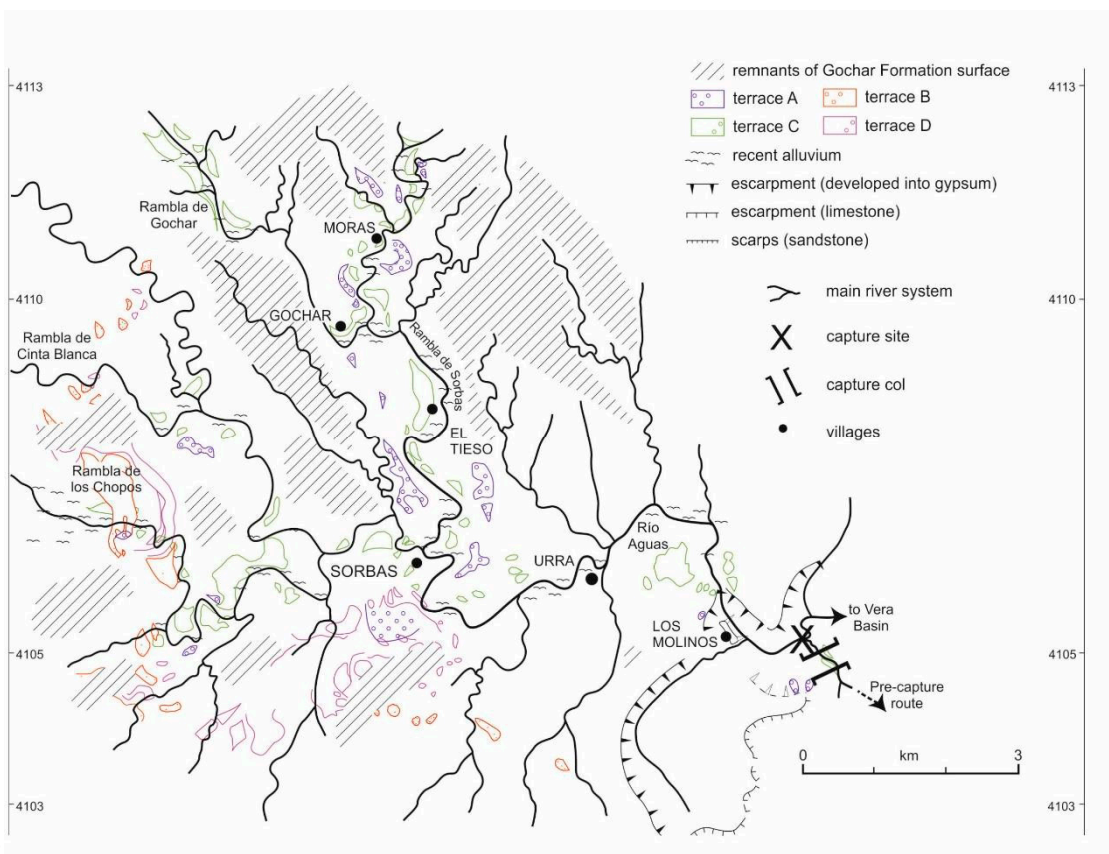 remnants of Gochar Formation surface
terrace A
terrace B
terrace C
terrace D
recent alluvium
escarpment (developed into gypsum)
escarpment (limestone)
scarps (sandstone)
main river system
capture site
capture col
villages
4113
4113
Rambla de
Gochar
MORAS
4110
4110
GOCHAR
Rambla de Sorbas
Rambla de
Cinta Blanca
EL
TIESO
Rambla de
los Chopos
Río
Aguas
URRA
SORBAS
LOS
MOLINOS
to Vera
Basin
4105
4105
Pre-capture
route
0 km 3
4103
4103